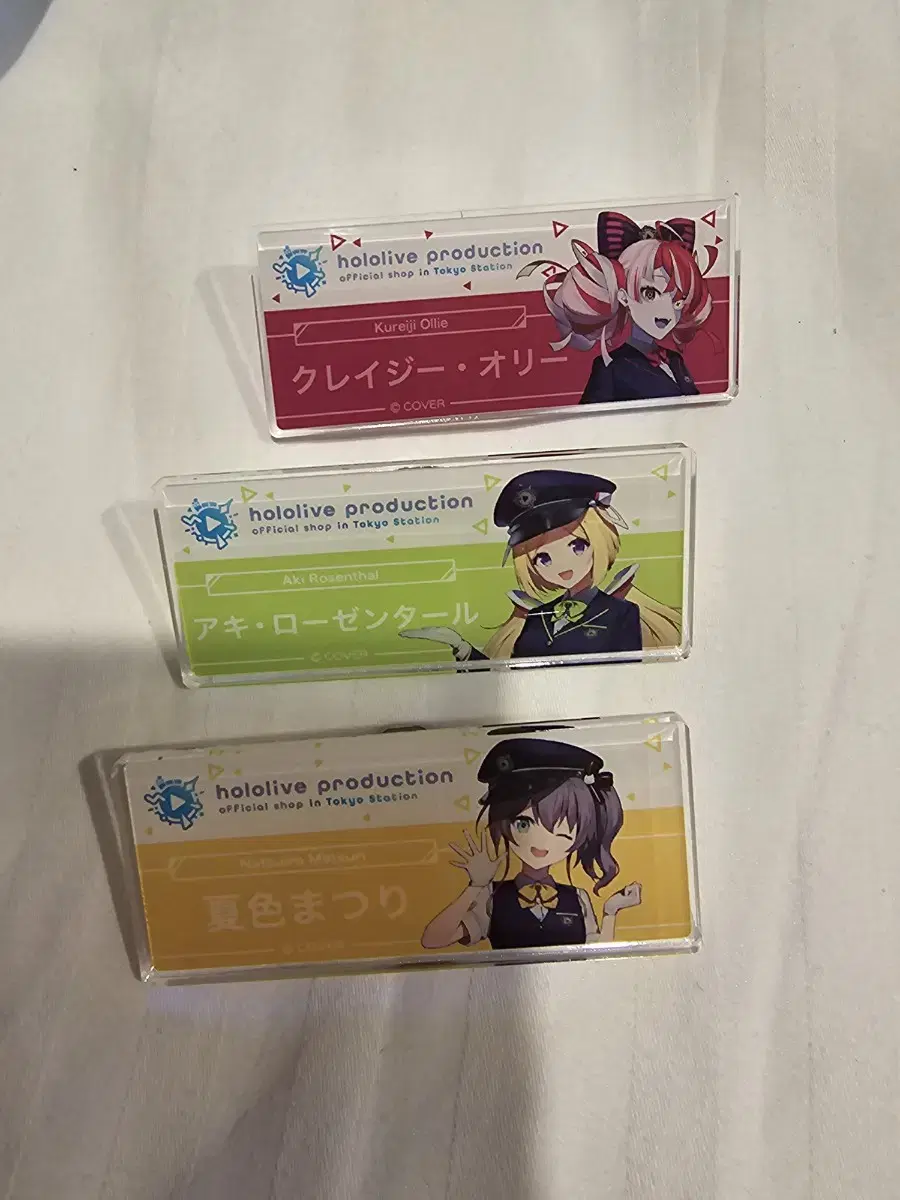 hololive production
official shop in Tokyo Station
Kureiji Ollie
クレイジー・オリー
© COVER
hololive production
official shop in Tokyo Station
Aki Rosenthal
アキ・ローゼンタール
© COVER
hololive production
official shop in Tokyo Station
Natsuiro Matsuri
夏色まつり
© COVER